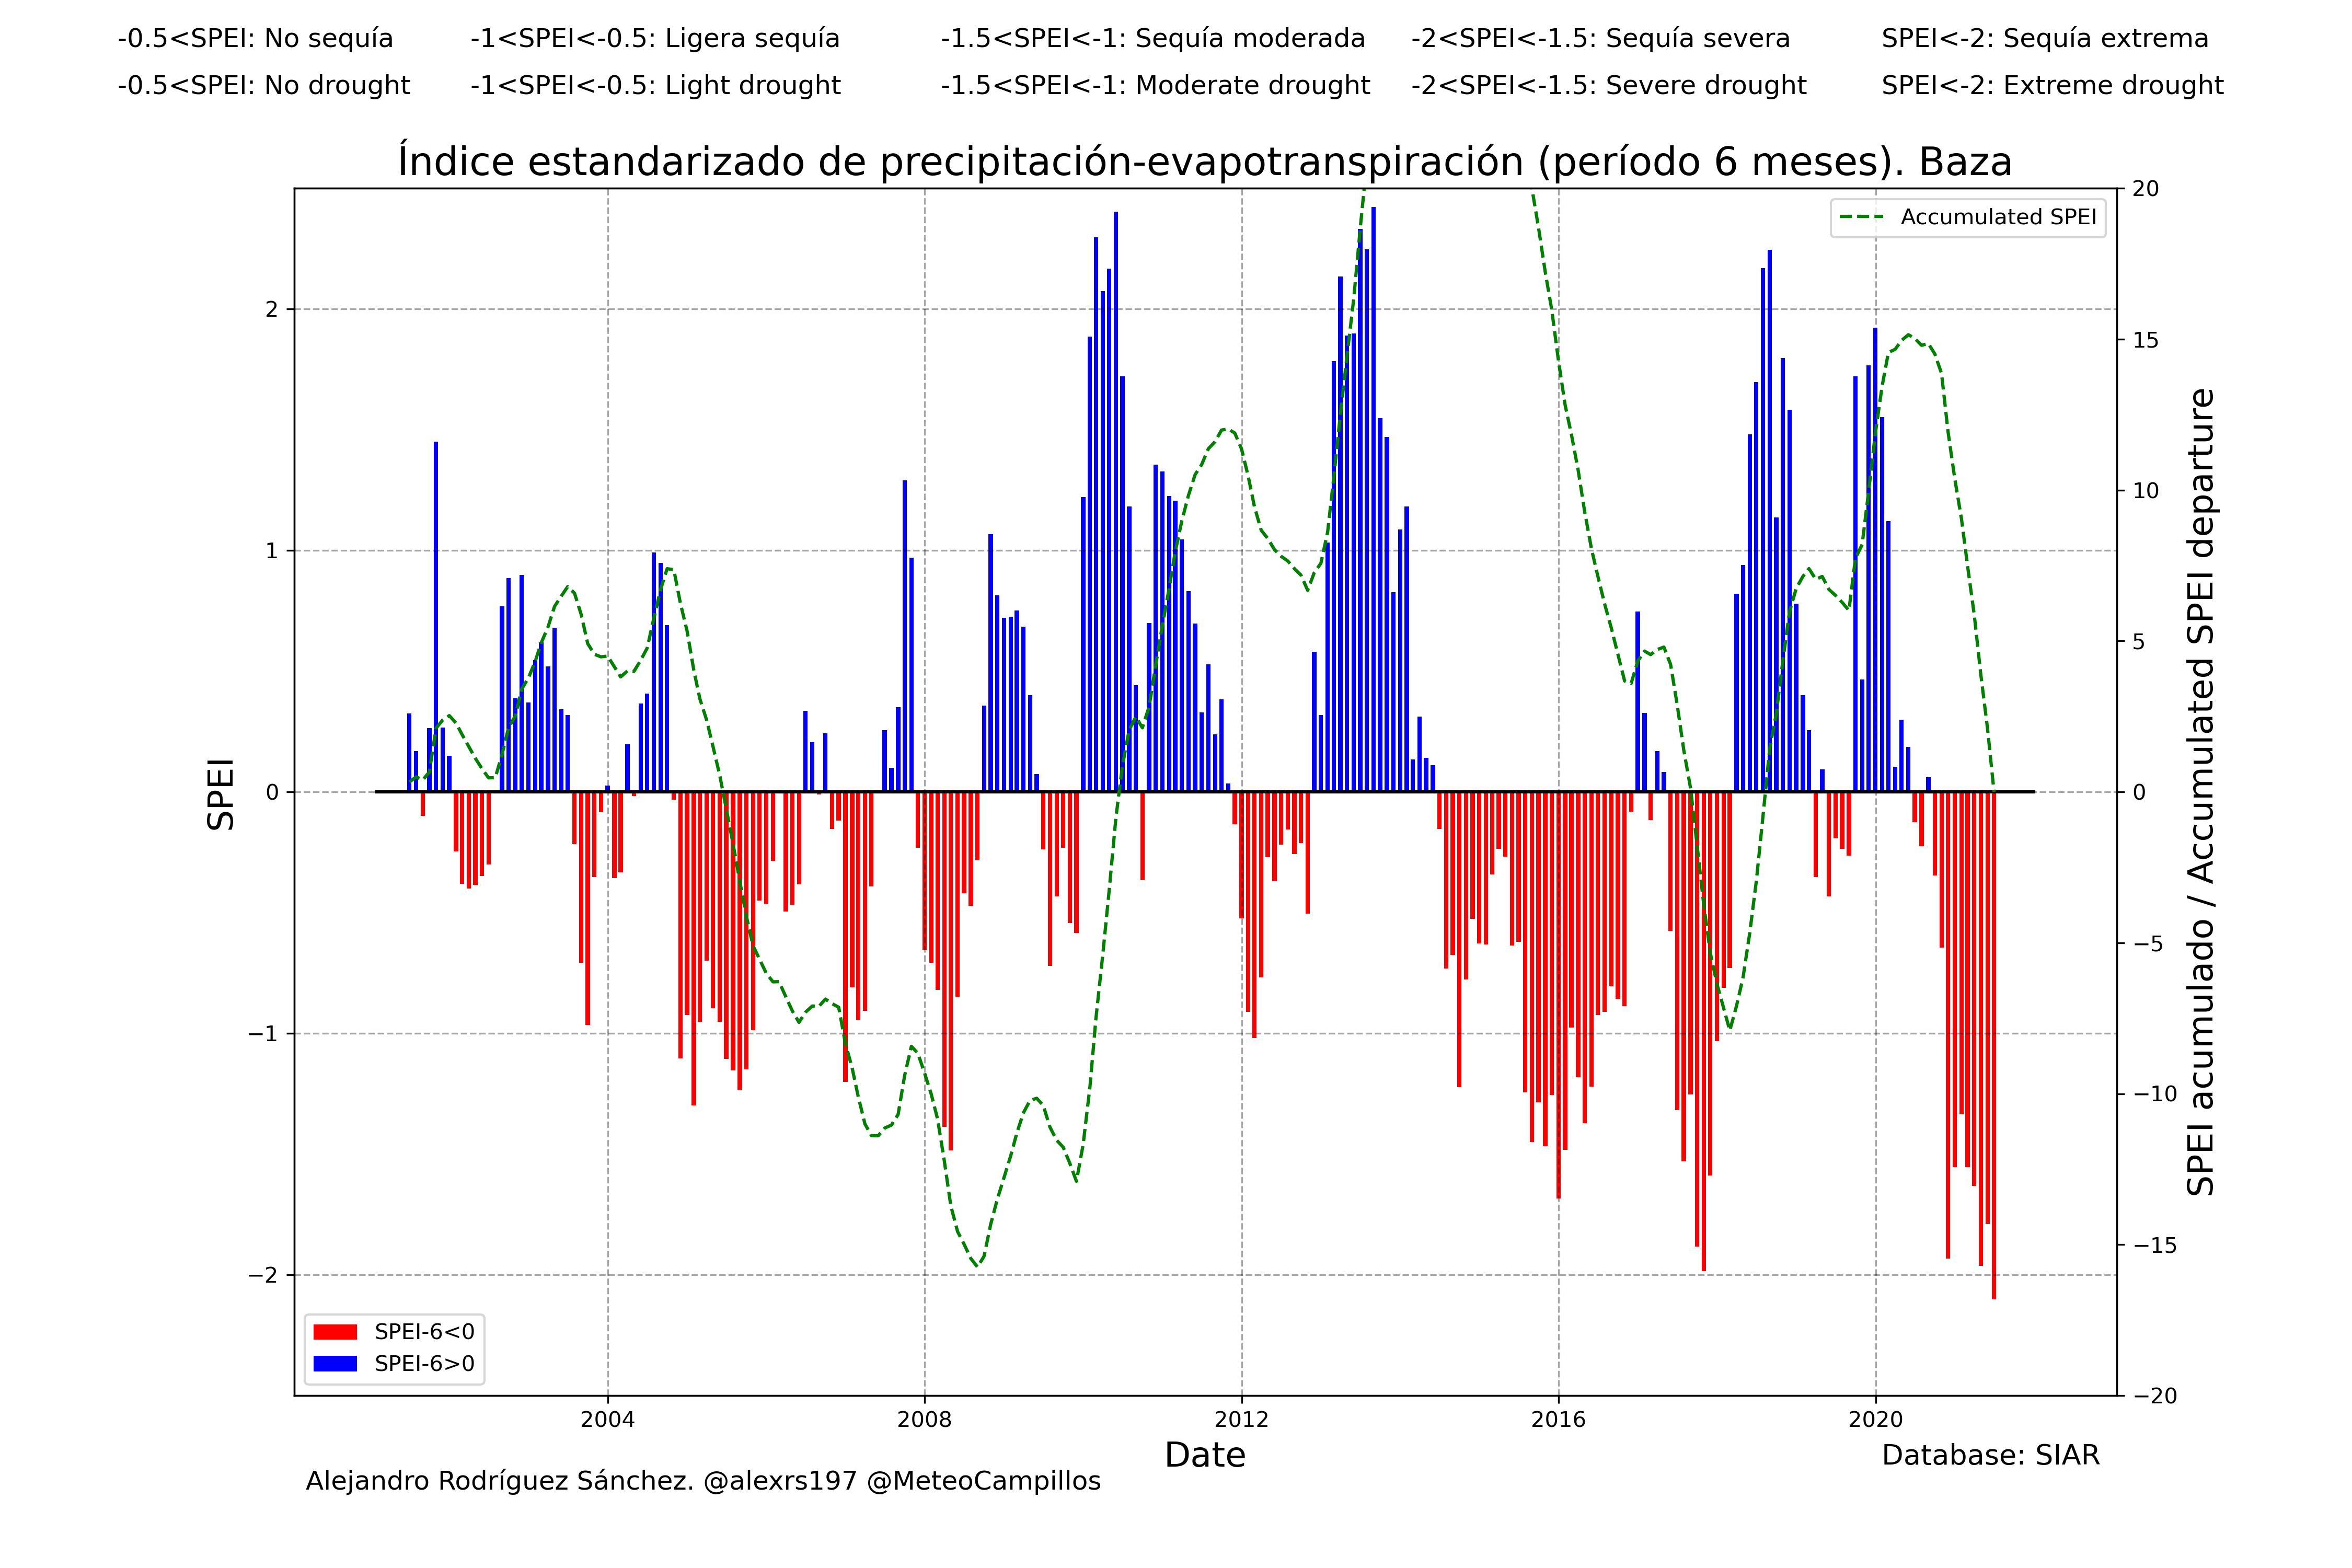 -0.5<SPEI: No sequía -1<SPEI<-0.5: Ligera sequía -1.5<SPEI<-1: Sequía moderada -2<SPEI<-1.5: Sequía severa SPEI<-2: Sequía extrema
-0.5<SPEI: No drought -1<SPEI<-0.5: Light drought -1.5<SPEI<-1: Moderate drought -2<SPEI<-1.5: Severe drought SPEI<-2: Extreme drought
Índice estandarizado de precipitación-evapotranspiración (período 6 meses). Baza
Accumulated SPEI
SPEI
2
1
0
−1
−2
20
15
10
5
0
−5
−10
−15
−20
SPEI acumulado / Accumulated SPEI departure
SPEI-6<0
SPEI-6>0
2004 2008 2012 2016 2020
Date
Database: SIAR
Alejandro Rodríguez Sánchez. @alexrs197 @MeteoCampillos